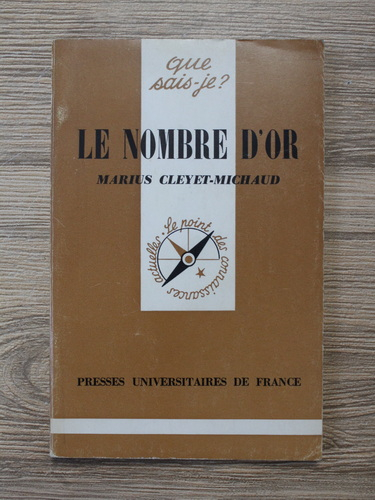 que
sais-je?
LE NOMBRE D'OR
MARIUS CLEYET-MICHAUD
Le point des connaissances actuelles •
PRESSES UNIVERSITAIRES DE FRANCE